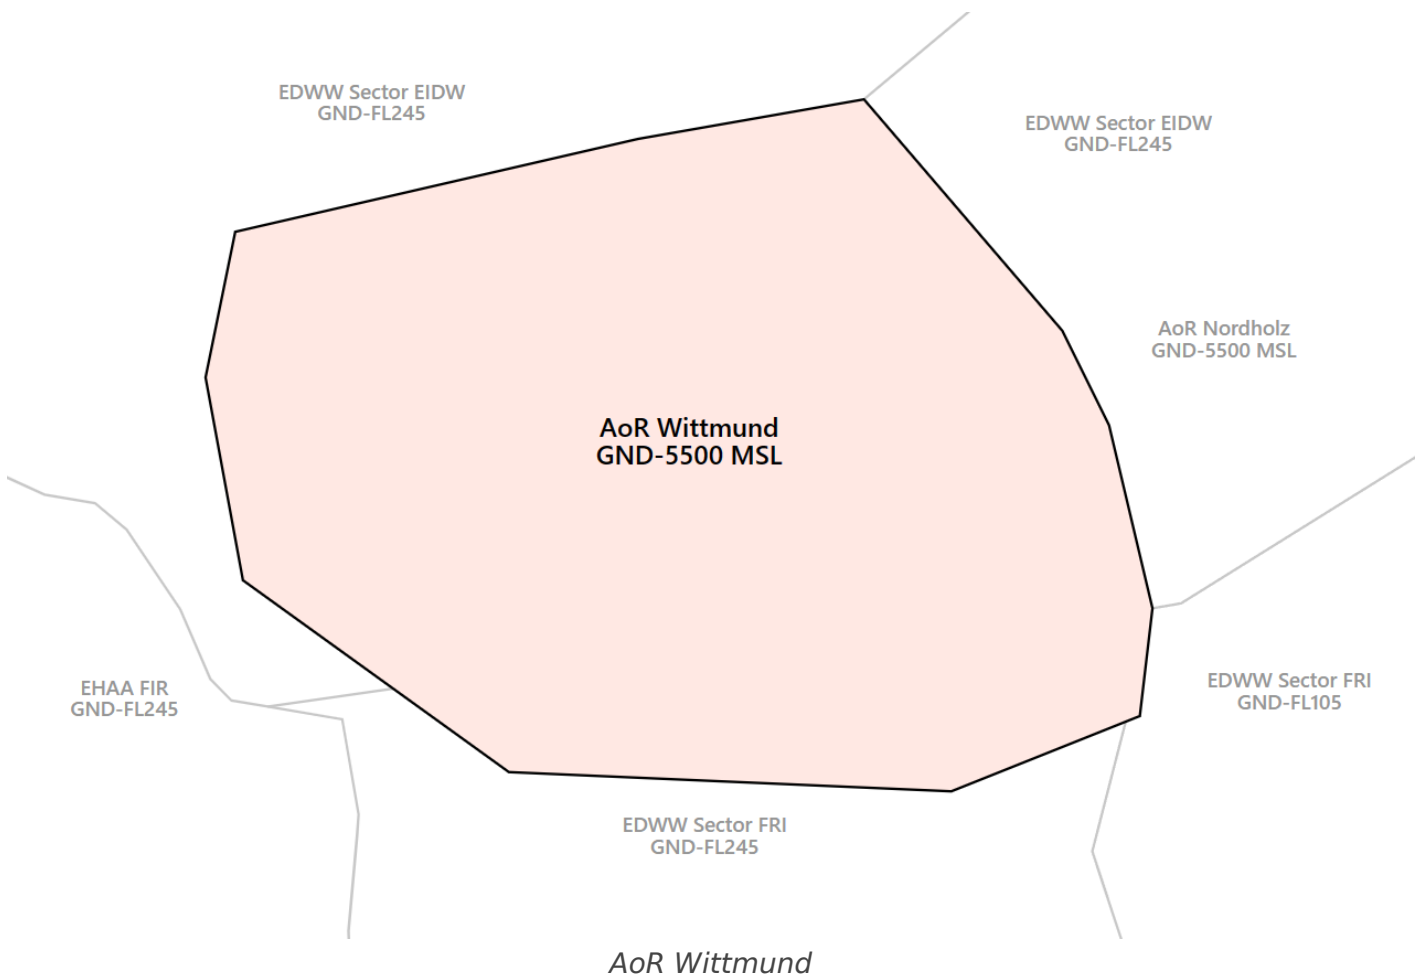 EDWW Sector EIDW
GND-FL245
EDWW Sector EIDW
GND-FL245
AoR Nordholz
GND-5500 MSL
AoR Wittmund
GND-5500 MSL
EHAA FIR
GND-FL245
EDWW Sector FRI
GND-FL105
EDWW Sector FRI
GND-FL245
AoR Wittmund